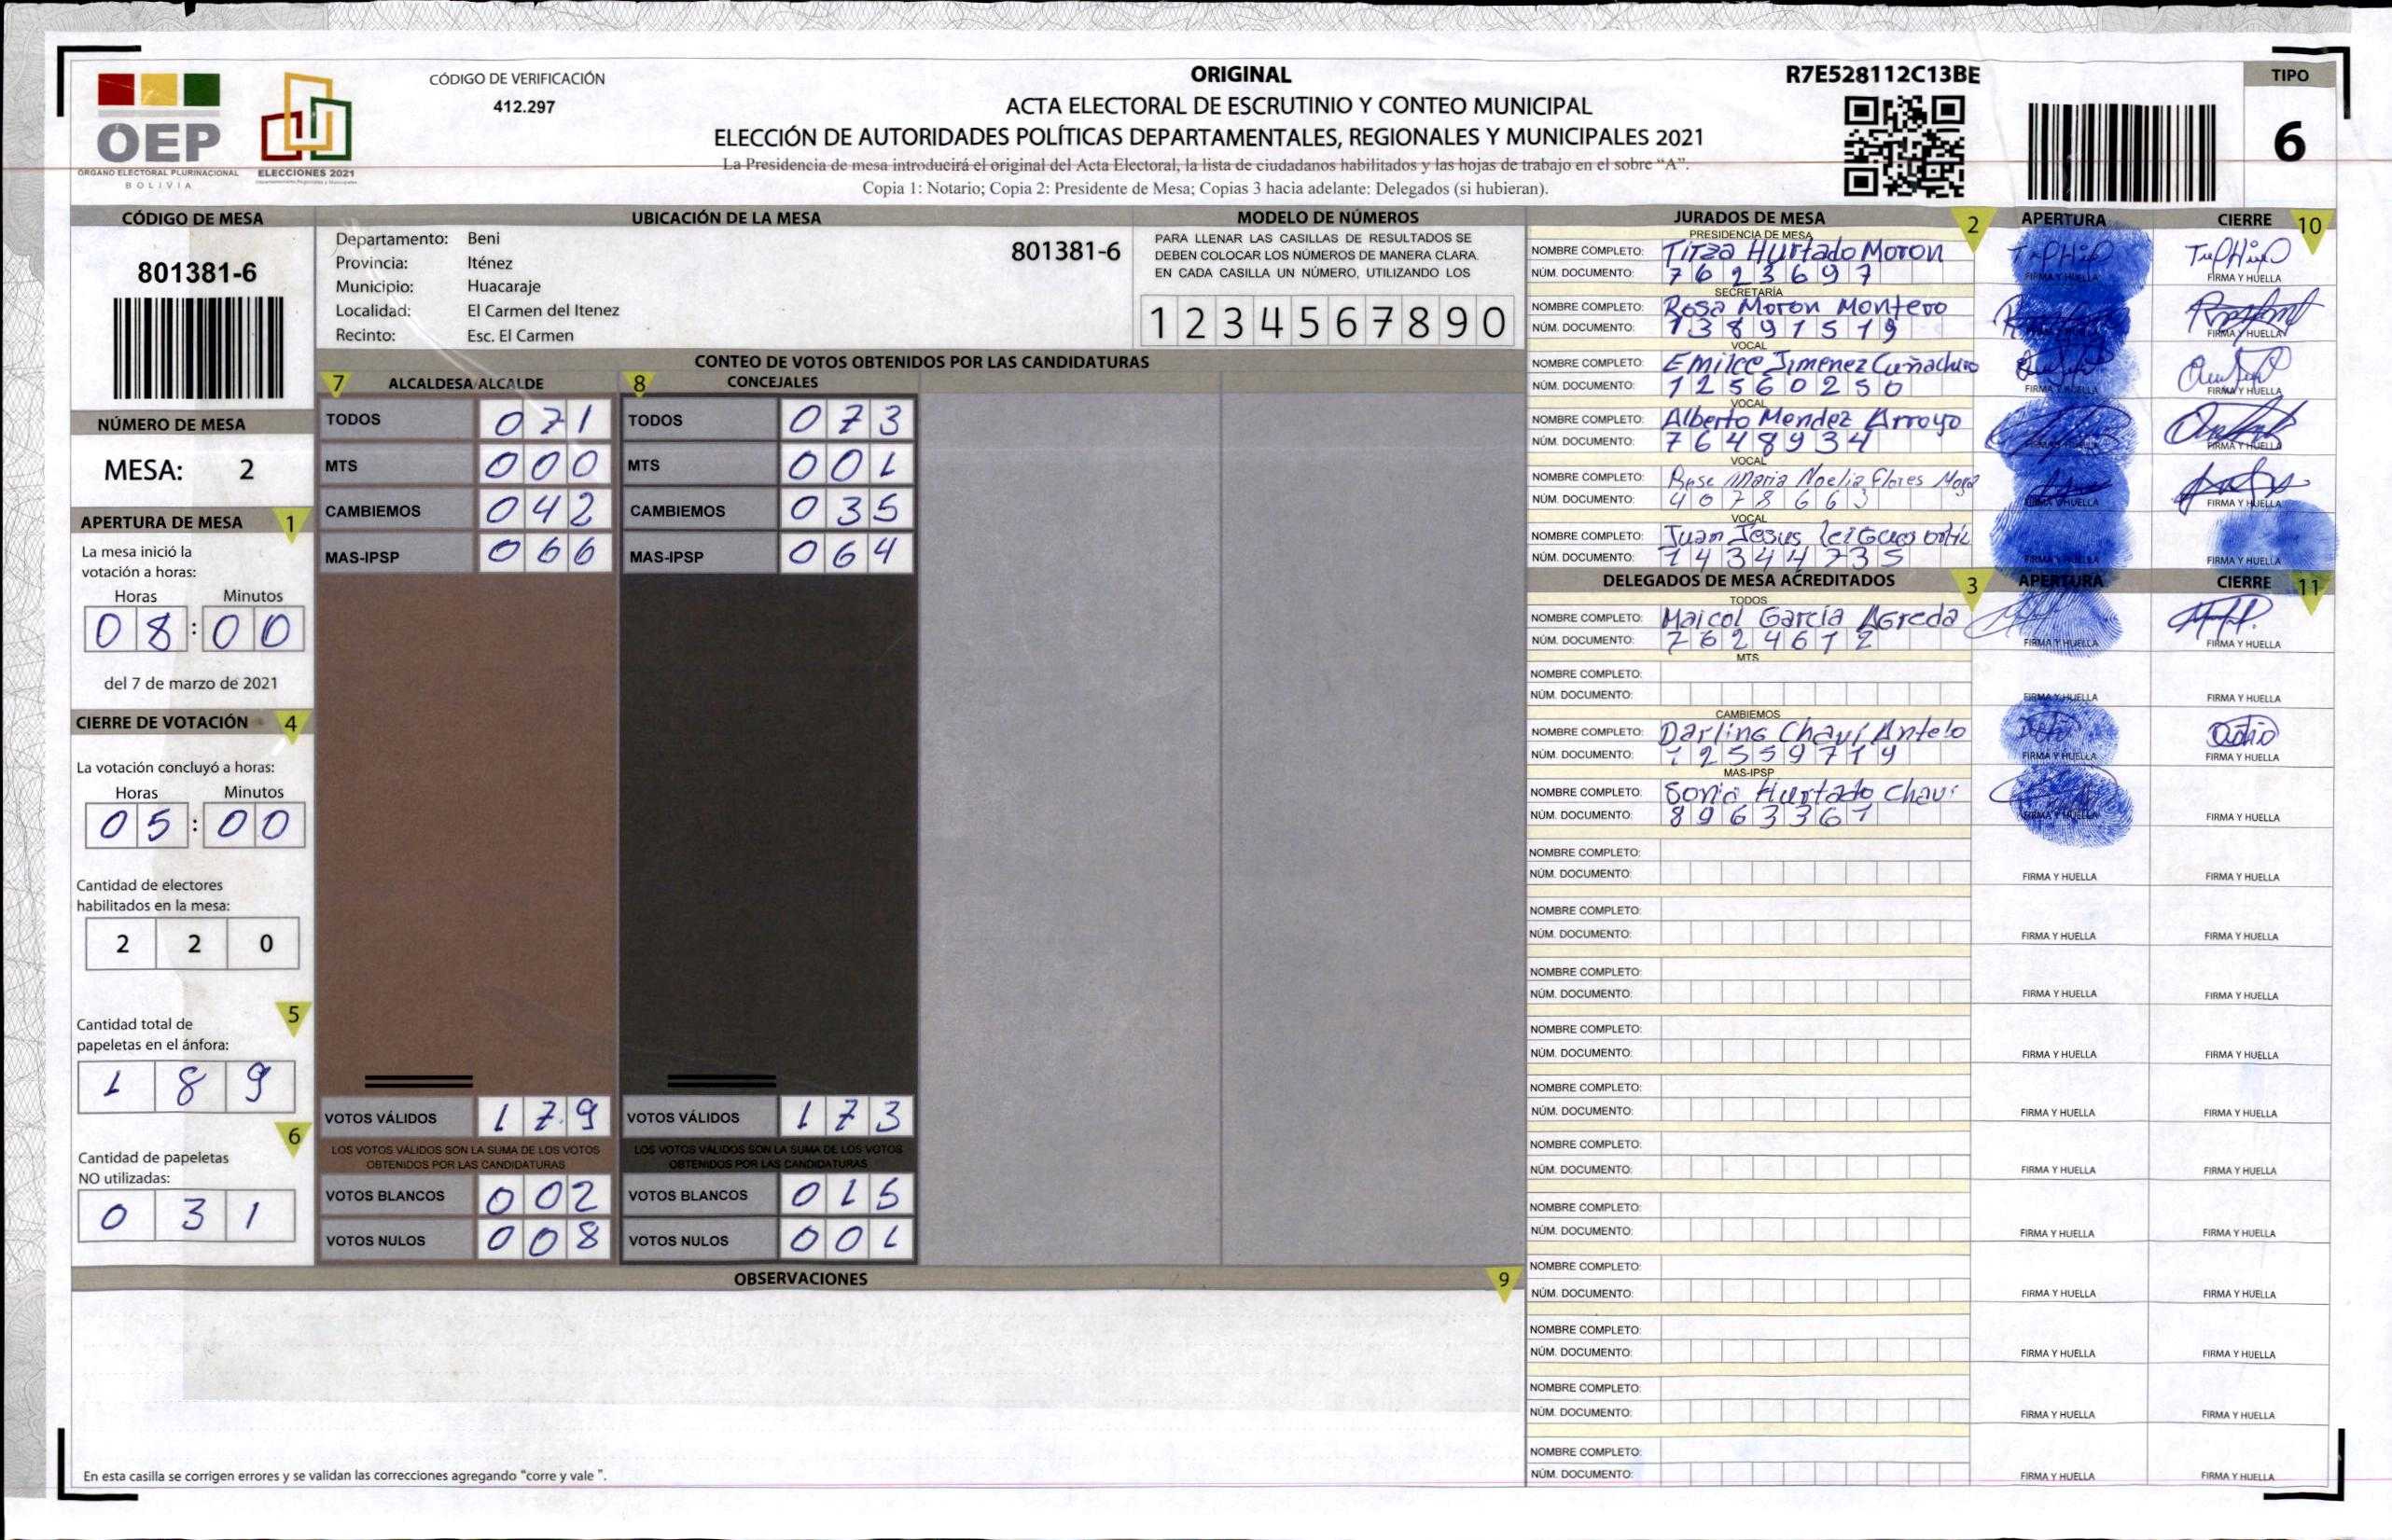 CÓDIGO DE VERIFICACIÓN
412.297
OEP
ÓRGANO ELECTORAL PLURINACIONAL
BOLIVIA
ELECCIONES 2021
ORIGINAL
ACTA ELECTORAL DE ESCRUTINIO Y CONTEO MUNICIPAL
ELECCIÓN DE AUTORIDADES POLÍTICAS DEPARTAMENTALES, REGIONALES Y MUNICIPALES 2021
La Presidencia de mesa introducirá el original del Acta Electoral, la lista de ciudadanos habilitados y las hojas de trabajo en el sobre “A”.
Copia 1: Notario; Copia 2: Presidente de Mesa; Copias 3 hacia adelante: Delegados (si hubieran).
R7E528112C13BE
TIPO
6
CÓDIGO DE MESA
801381-6
NÚMERO DE MESA
MESA: 2
APERTURA DE MESA 1
La mesa inició la
votación a horas:
Horas Minutos
08:00
del 7 de marzo de 2021
CIERRE DE VOTACIÓN 4
La votación concluyó a horas:
Horas Minutos
05:00
Cantidad de electores
habilitados en la mesa:
2 2 0
5
Cantidad total de
papeletas en el ánfora:
1 8 9
6
Cantidad de papeletas
NO utilizadas:
0 3 1
UBICACIÓN DE LA MESA
Departamento: Beni
Provincia: Iténez
Municipio: Huacaraje
Localidad: El Carmen del Itenez
Recinto: Esc. El Carmen
801381-6
MODELO DE NÚMEROS
PARA LLENAR LAS CASILLAS DE RESULTADOS SE
DEBEN COLOCAR LOS NÚMEROS DE MANERA CLARA.
EN CADA CASILLA UN NÚMERO, UTILIZANDO LOS
1 2 3 4 5 6 7 8 9 0
CONTEO DE VOTOS OBTENIDOS POR LAS CANDIDATURAS
7 ALCALDESA/ALCALDE
TODOS 071
MTS 000
CAMBIEMOS 042
MAS-IPSP 066
VOTOS VÁLIDOS 179
LOS VOTOS VÁLIDOS SON LA SUMA DE LOS VOTOS
OBTENIDOS POR LAS CANDIDATURAS
VOTOS BLANCOS 002
VOTOS NULOS 008
8 CONCEJALES
TODOS 073
MTS 001
CAMBIEMOS 035
MAS-IPSP 064
VOTOS VÁLIDOS 173
LOS VOTOS VÁLIDOS SON LA SUMA DE LOS VOTOS
OBTENIDOS POR LAS CANDIDATURAS
VOTOS BLANCOS 015
VOTOS NULOS 001
OBSERVACIONES 9
En esta casilla se corrigen errores y se validan las correcciones agregando “corre y vale ”.
JURADOS DE MESA 2 APERTURA CIERRE 10
PRESIDENCIA DE MESA
NOMBRE COMPLETO: Tirza Hurtado Moron
NÚM. DOCUMENTO: 7623697
FIRMA Y HUELLA FIRMA Y HUELLA
SECRETARÍA
NOMBRE COMPLETO: Rosa Moron Montero
NÚM. DOCUMENTO: 13891519
FIRMA Y HUELLA
VOCAL
NOMBRE COMPLETO: Emilce Jimenez
NÚM. DOCUMENTO: 12560250
FIRMA Y HUELLA FIRMA Y HUELLA
VOCAL
NOMBRE COMPLETO: Alberto Mendez Arroyo
NÚM. DOCUMENTO: 7648934
FIRMA Y HUELLA FIRMA Y HUELLA
VOCAL
NOMBRE COMPLETO: Rose Maria Noelia Flores
NÚM. DOCUMENTO: 4078663
FIRMA Y HUELLA FIRMA Y HUELLA
VOCAL
NOMBRE COMPLETO: Juan Jesus
NÚM. DOCUMENTO: 14344735
FIRMA Y HUELLA FIRMA Y HUELLA
DELEGADOS DE MESA ACREDITADOS 3 APERTURA CIERRE 11
TODOS
NOMBRE COMPLETO: Maicol García Agreda
NÚM. DOCUMENTO: 7624672
FIRMA Y HUELLA FIRMA Y HUELLA
MTS
NOMBRE COMPLETO:
NÚM. DOCUMENTO:
FIRMA Y HUELLA FIRMA Y HUELLA
CAMBIEMOS
NOMBRE COMPLETO: Darling Chaví Antelo
NÚM. DOCUMENTO: 12559719
FIRMA Y HUELLA FIRMA Y HUELLA
MAS-IPSP
NOMBRE COMPLETO: Sonia Hurtado Chavi
NÚM. DOCUMENTO: 8963361
FIRMA Y HUELLA FIRMA Y HUELLA
NOMBRE COMPLETO:
NÚM. DOCUMENTO: FIRMA Y HUELLA FIRMA Y HUELLA
NOMBRE COMPLETO:
NÚM. DOCUMENTO: FIRMA Y HUELLA FIRMA Y HUELLA
NOMBRE COMPLETO:
NÚM. DOCUMENTO: FIRMA Y HUELLA FIRMA Y HUELLA
NOMBRE COMPLETO:
NÚM. DOCUMENTO: FIRMA Y HUELLA FIRMA Y HUELLA
NOMBRE COMPLETO:
NÚM. DOCUMENTO: FIRMA Y HUELLA FIRMA Y HUELLA
NOMBRE COMPLETO:
NÚM. DOCUMENTO: FIRMA Y HUELLA FIRMA Y HUELLA
NOMBRE COMPLETO:
NÚM. DOCUMENTO: FIRMA Y HUELLA FIRMA Y HUELLA
NOMBRE COMPLETO:
NÚM. DOCUMENTO: FIRMA Y HUELLA FIRMA Y HUELLA
NOMBRE COMPLETO:
NÚM. DOCUMENTO: FIRMA Y HUELLA FIRMA Y HUELLA
NOMBRE COMPLETO:
NÚM. DOCUMENTO: FIRMA Y HUELLA FIRMA Y HUELLA
NOMBRE COMPLETO:
NÚM. DOCUMENTO: FIRMA Y HUELLA FIRMA Y HUELLA